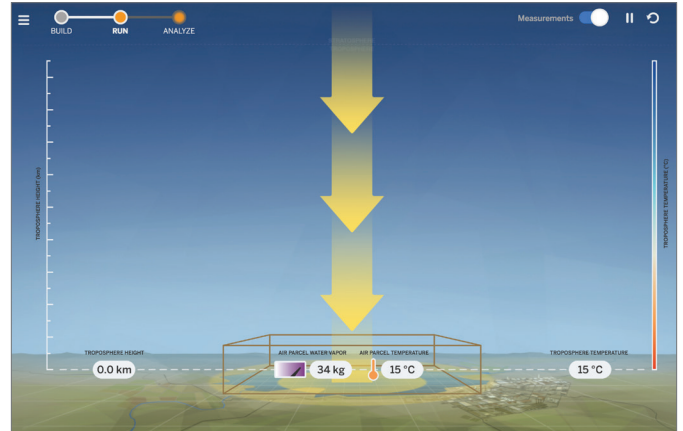 Measurements
BUILD RUN ANALYZE
TROPOSPHERE HEIGHT (km)
TROPOSPHERE TEMPERATURE (°C)
TROPOSPHERE HEIGHT
0.0 km
AIR PARCEL WATER VAPOR
34 kg
AIR PARCEL TEMPERATURE
15 °C
TROPOSPHERE TEMPERATURE
15 °C